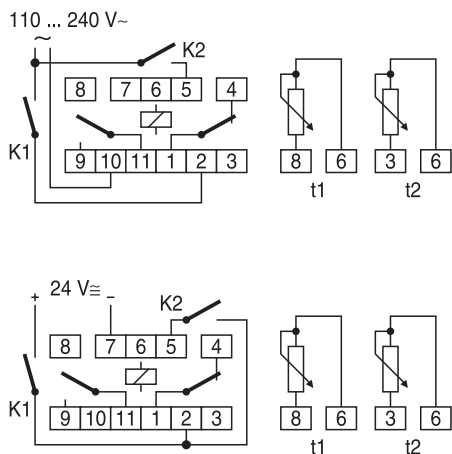 110 ... 240 V~
~
K2
8 7 6 5 4
K1
9 10 11 1 2 3
8 6 3 6
t1 t2
+ 24 V≅ –
K2
8 7 6 5 4
K1
9 10 11 1 2 3
8 6 3 6
t1 t2